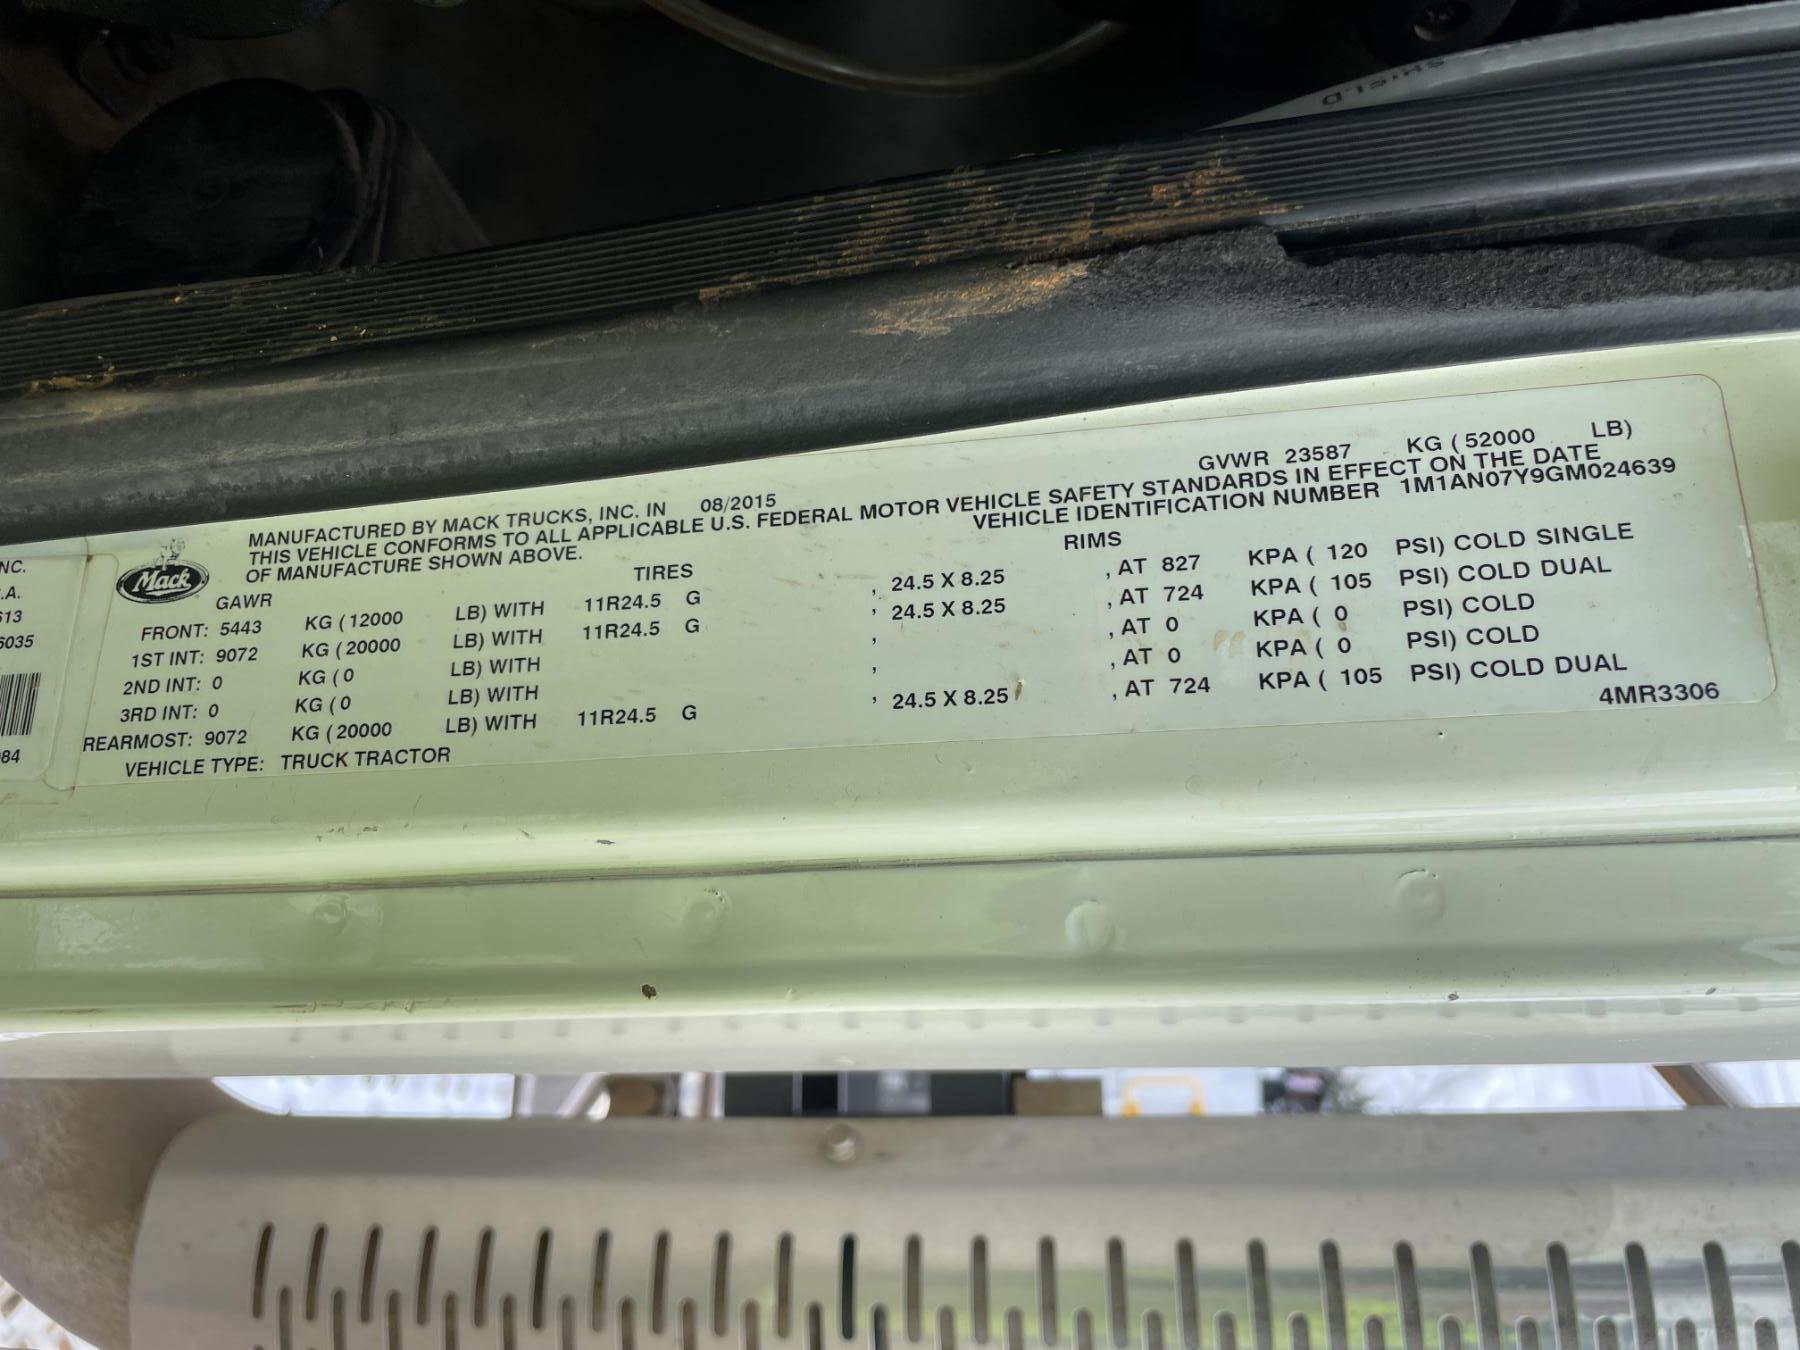 SHIELD
GVWR 23587 KG ( 52000 LB)
MANUFACTURED BY MACK TRUCKS, INC. IN 08/2015
THIS VEHICLE CONFORMS TO ALL APPLICABLE U.S. FEDERAL MOTOR VEHICLE SAFETY STANDARDS IN EFFECT ON THE DATE
OF MANUFACTURE SHOWN ABOVE. VEHICLE IDENTIFICATION NUMBER 1M1AN07Y9GM024639
Mack
GAWR TIRES RIMS
FRONT: 5443 KG ( 12000 LB) WITH 11R24.5 G , 24.5 X 8.25 , AT 827 KPA ( 120 PSI) COLD SINGLE
1ST INT: 9072 KG ( 20000 LB) WITH 11R24.5 G , 24.5 X 8.25 , AT 724 KPA ( 105 PSI) COLD DUAL
2ND INT: 0 KG ( 0 LB) WITH , , AT 0 KPA ( 0 PSI) COLD
3RD INT: 0 KG ( 0 LB) WITH , , AT 0 KPA ( 0 PSI) COLD
REARMOST: 9072 KG ( 20000 LB) WITH 11R24.5 G , 24.5 X 8.25 , AT 724 KPA ( 105 PSI) COLD DUAL
VEHICLE TYPE: TRUCK TRACTOR 4MR3306
NC.
.A.
613
6035
84